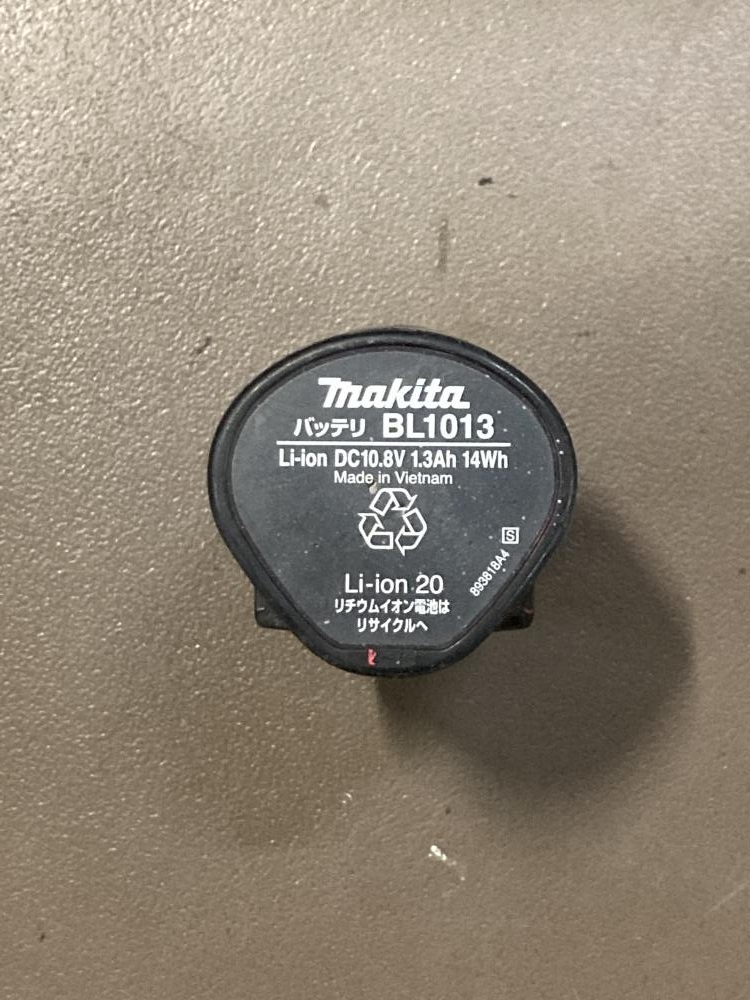 makita
バッテリ BL1013
Li-ion DC10.8V 1.3Ah 14Wh
Made in Vietnam
S
893818A4
Li-ion 20
リチウムイオン電池は
リサイクルへ